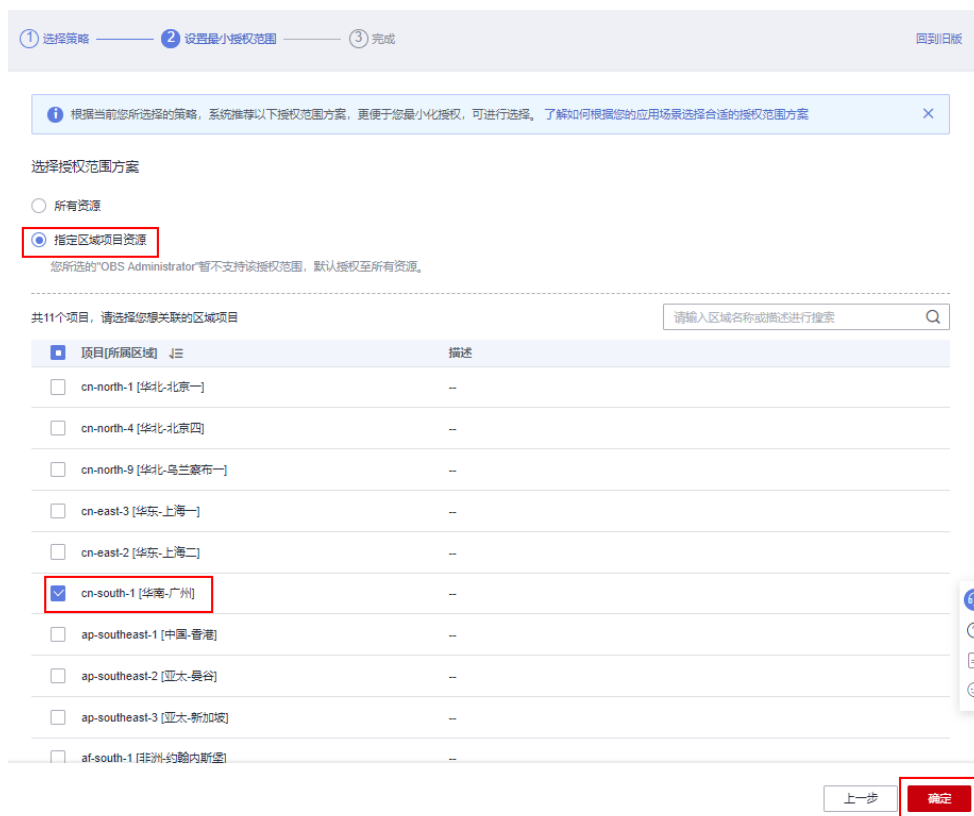 1 选择策略 2 设置最小授权范围 3 完成 回到旧版
根据当前您所选择的策略，系统推荐以下授权范围方案，更便于您最小化授权，可进行选择。 了解如何根据您的应用场景选择合适的授权范围方案
选择授权范围方案
所有资源
指定区域项目资源
您所选的"OBS Administrator"暂不支持该授权范围，默认授权至所有资源。
共11个项目，请选择您想关联的区域项目 请输入区域名称或描述进行搜索
项目[所属区域] 描述
cn-north-1 [华北-北京一] --
cn-north-4 [华北-北京四] --
cn-north-9 [华北-乌兰察布一] --
cn-east-3 [华东-上海一] --
cn-east-2 [华东-上海二] --
cn-south-1 [华南-广州] --
ap-southeast-1 [中国-香港] --
ap-southeast-2 [亚太-曼谷] --
ap-southeast-3 [亚太-新加坡] --
af-south-1 [非洲-约翰内斯堡] --
上一步 确定